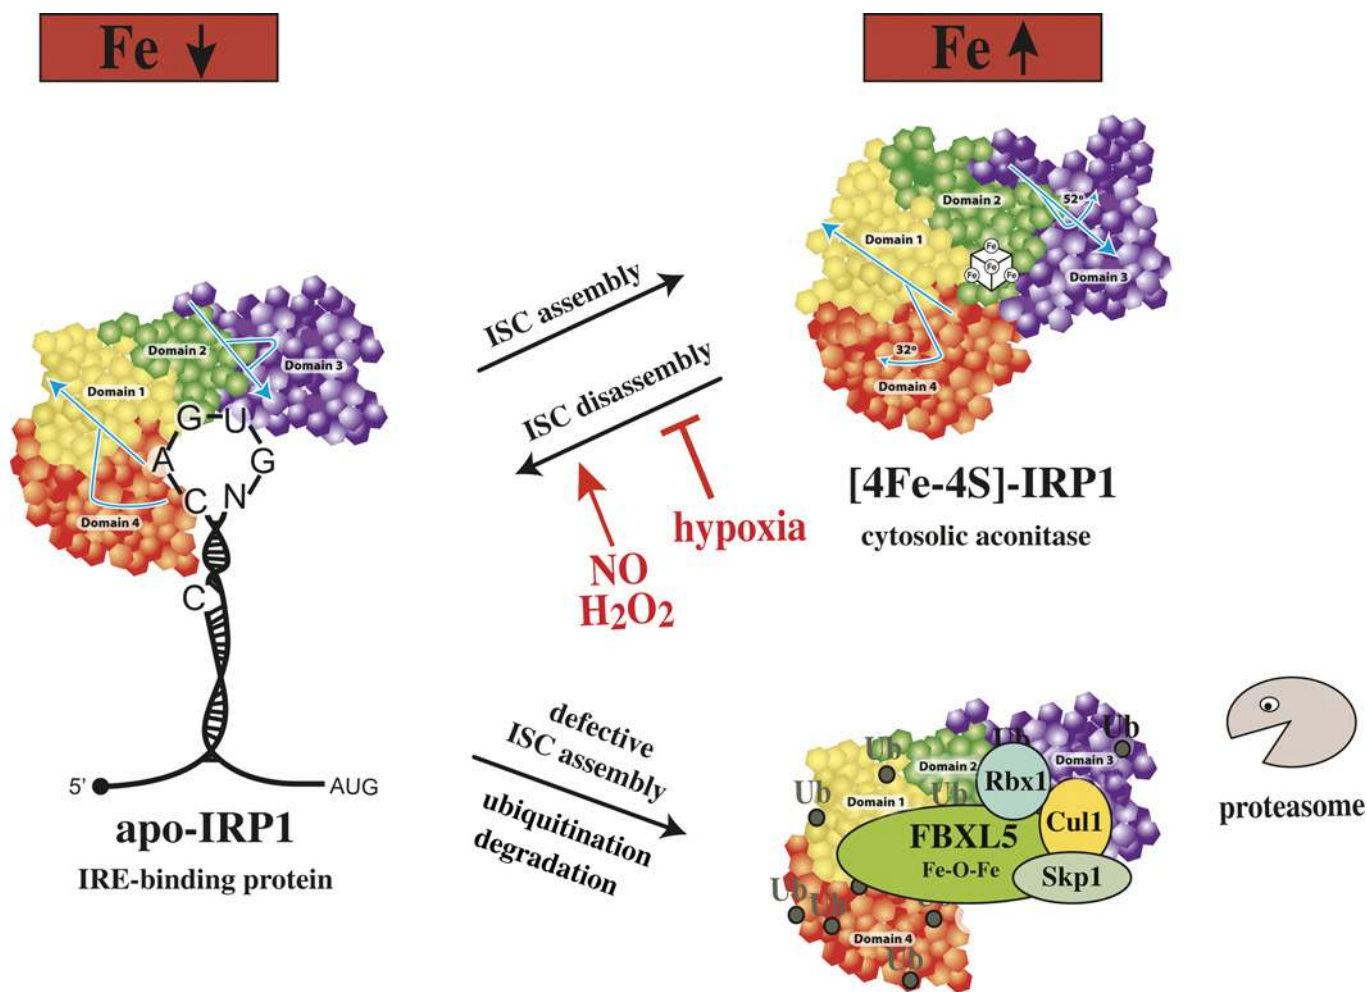 Fe ↓
Fe ↑
Domain 1
Domain 2
Domain 3
Domain 4
G U
A G
C N
C
5' AUG
apo-IRP1
IRE-binding protein
ISC assembly
ISC disassembly
NO
H2O2
hypoxia
Domain 1
Domain 2
Domain 3
Domain 4
52º
32º
Fe
Fe
Fe
Fe
[4Fe-4S]-IRP1
cytosolic aconitase
defective
ISC assembly
ubiquitination
degradation
Ub
Ub
Ub
Ub
Ub
Ub
Ub
Ub
Ub
Domain 1
Domain 2
Domain 3
Domain 4
Rbx1
Cul1
FBXL5
Fe-O-Fe
Skp1
proteasome